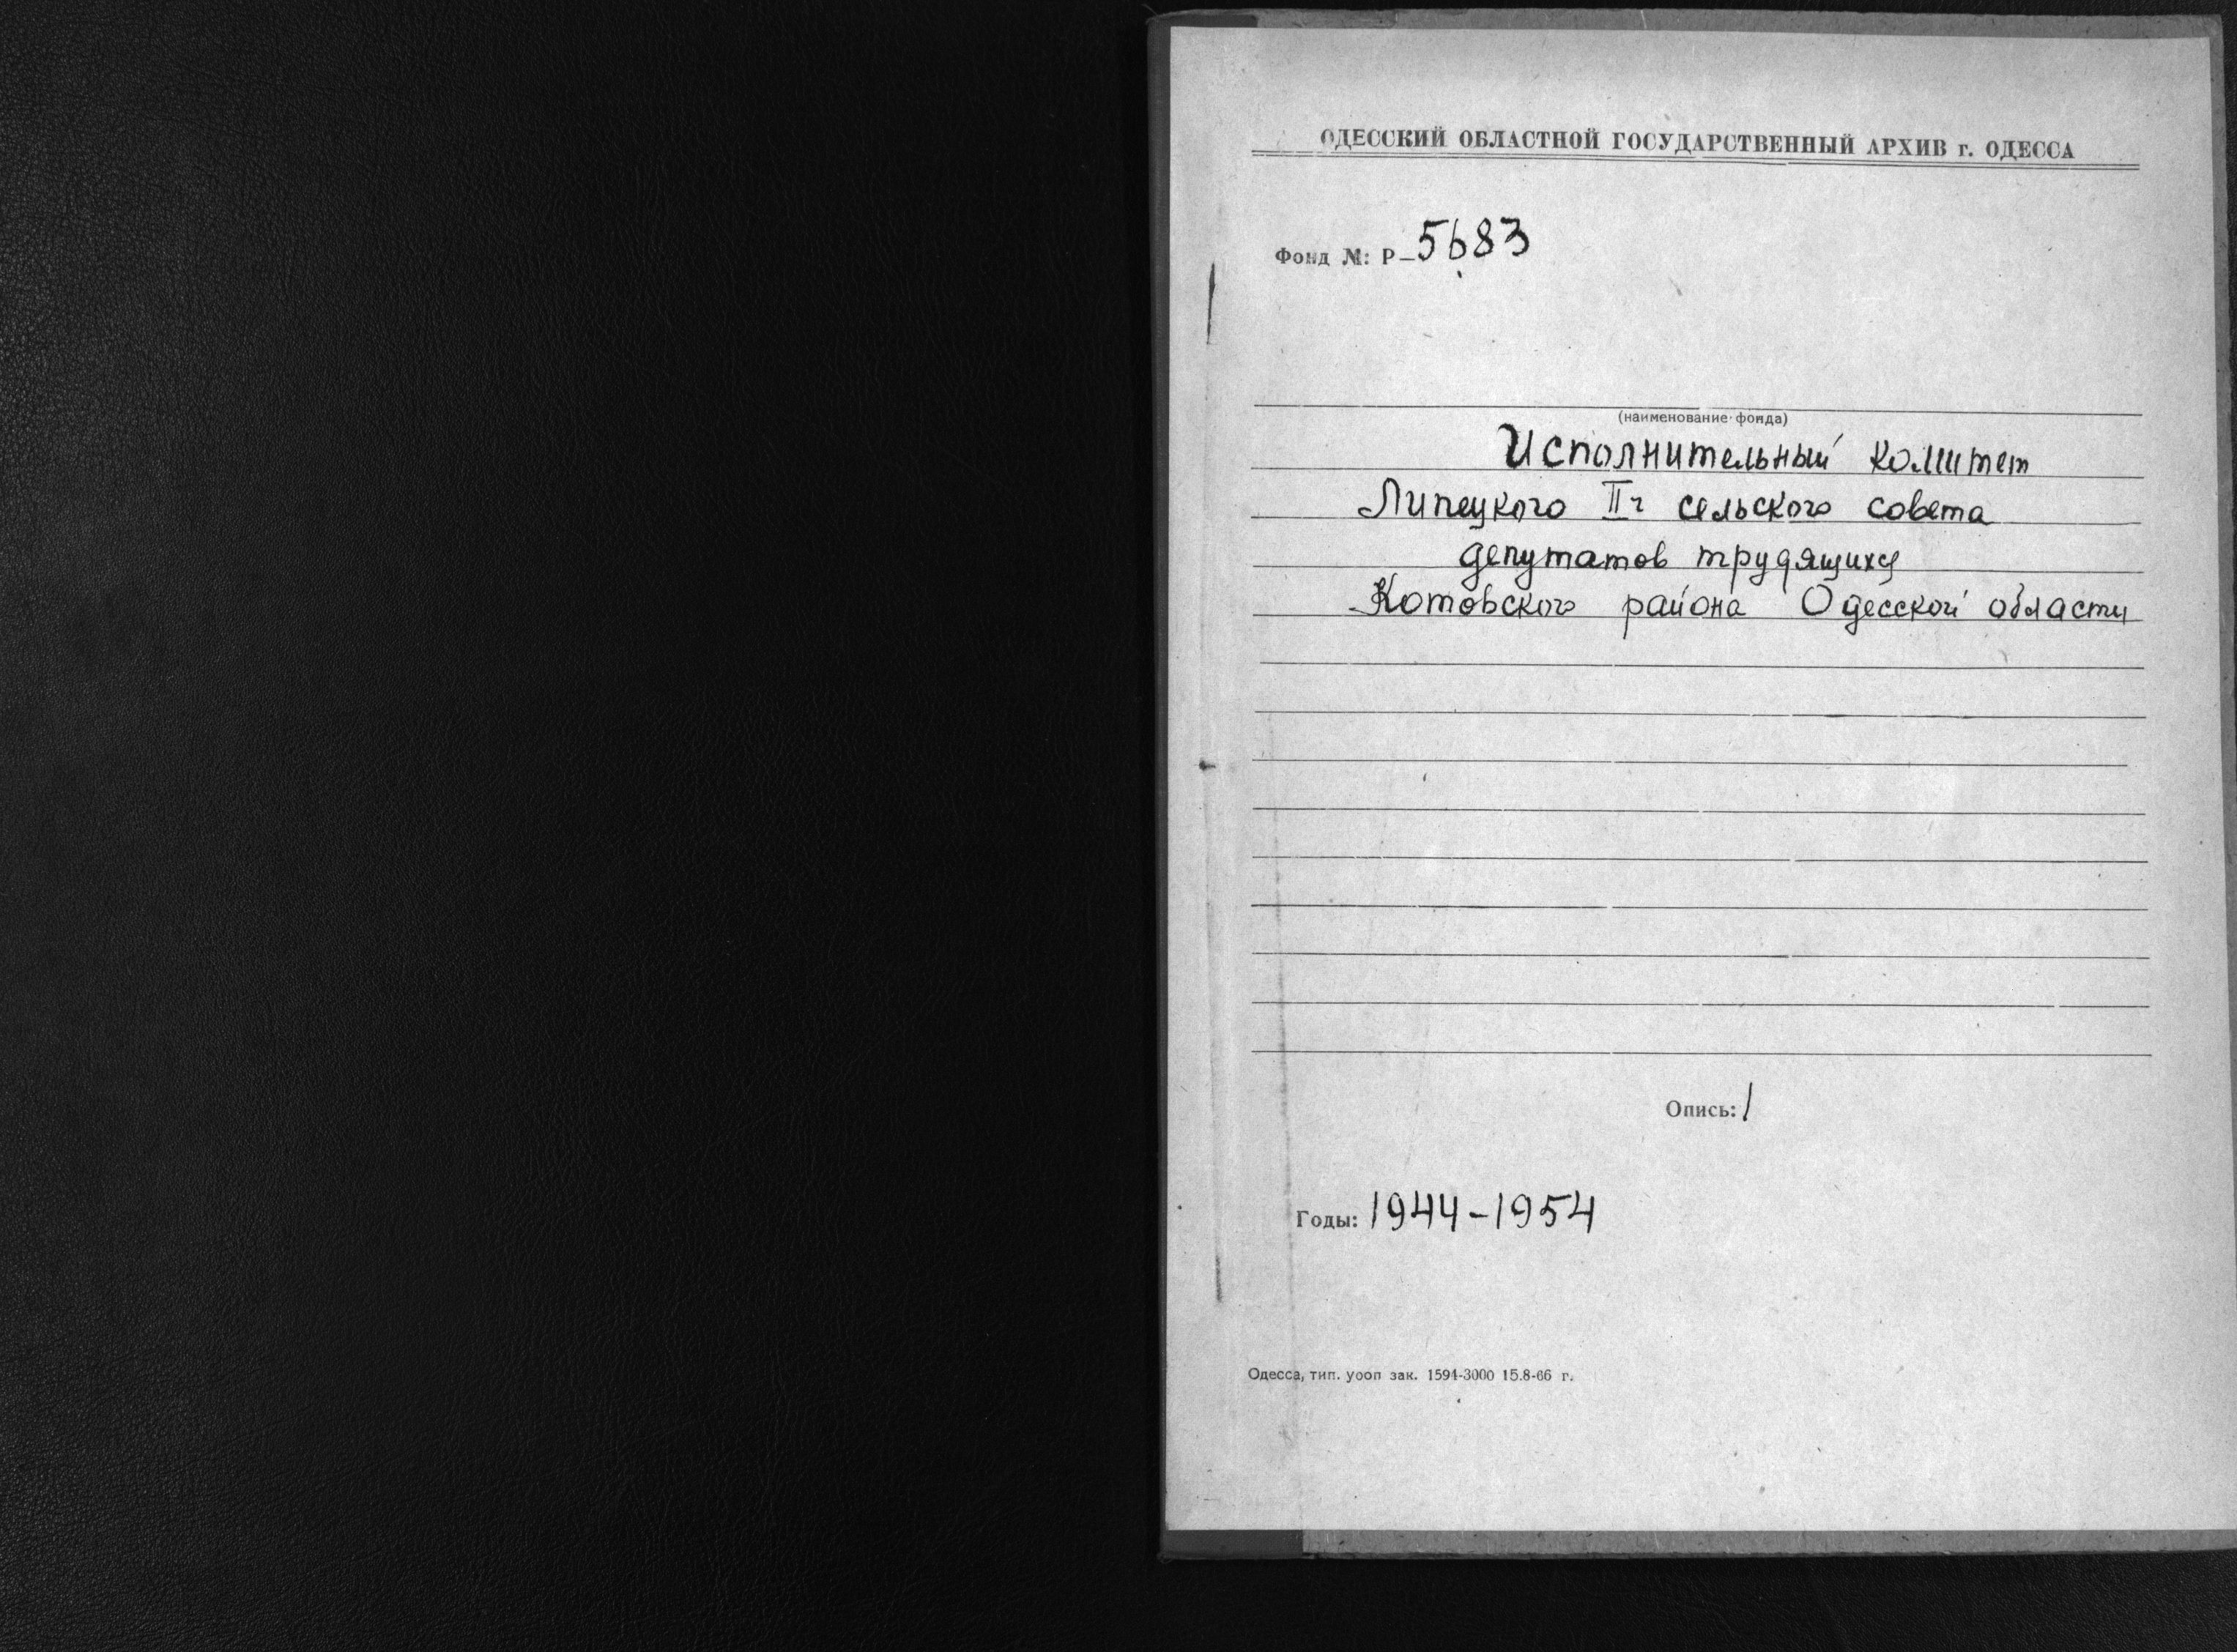 ОДЕССКИЙ ОБЛАСТНОЙ ГОСУДАРСТВЕННЫЙ АРХИВ г. ОДЕССА
Фонд №: Р-5683
(наименование фонда)
Исполнительный комитет
Липецкого IIг сельского совета
депутатов трудящихся
Котовского района Одесской области
Опись: 1
Годы: 1944-1954
Одесса, тип. уооп зак. 1594-3000 15.8-66 г.